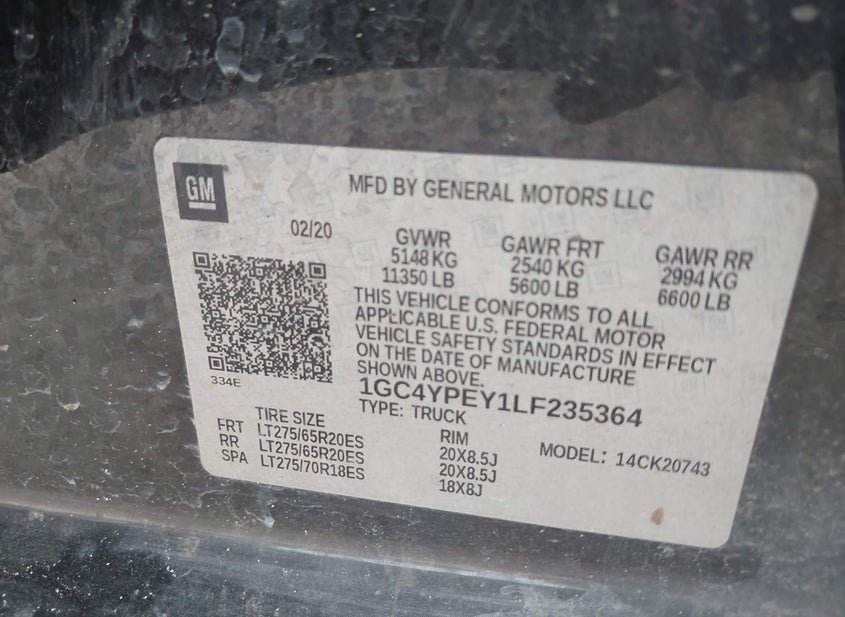 GM
MFD BY GENERAL MOTORS LLC
02/20
GVWR
5148 KG
11350 LB
GAWR FRT
2540 KG
5600 LB
GAWR RR
2994 KG
6600 LB
THIS VEHICLE CONFORMS TO ALL
APPLICABLE U.S. FEDERAL MOTOR
VEHICLE SAFETY STANDARDS IN EFFECT
ON THE DATE OF MANUFACTURE
SHOWN ABOVE.
334E
1GC4YPEY1LF235364
TYPE: TRUCK
TIRE SIZE RIM
FRT LT275/65R20ES 20X8.5J
RR LT275/65R20ES 20X8.5J
SPA LT275/70R18ES 18X8J
MODEL: 14CK20743